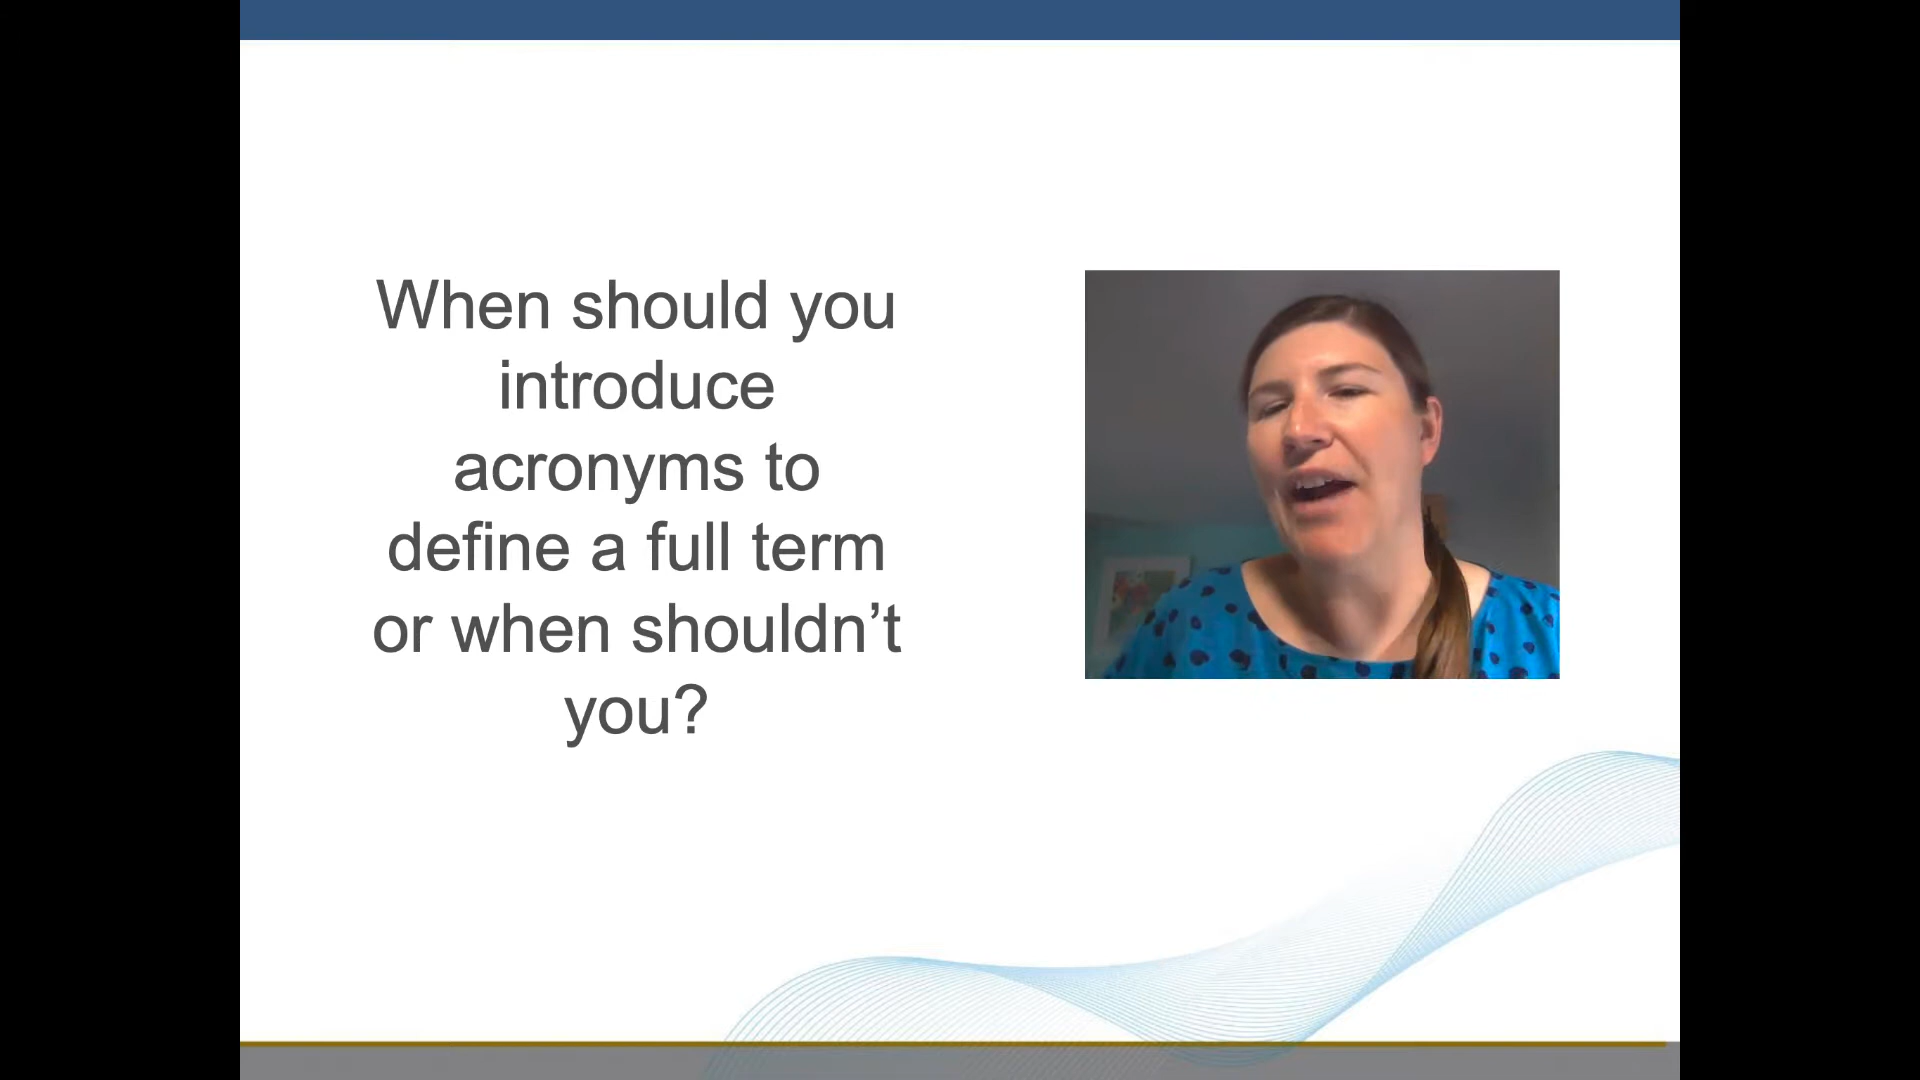 When should you
introduce
acronyms to
define a full term
or when shouldn’t
you?